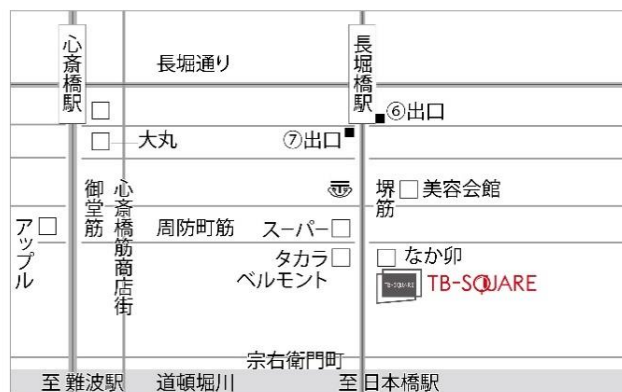 心斎橋駅
長堀橋駅
長堀通り
⑥出口
大丸
⑦出口
御堂筋
心斎橋筋商店街
堺筋
美容会館
アップル
周防町筋
スーパー
タカラ
ベルモント
なか卯
TB-SQUARE
TB-SQUARE
宗右衛門町
至 難波駅
道頓堀川
至 日本橋駅